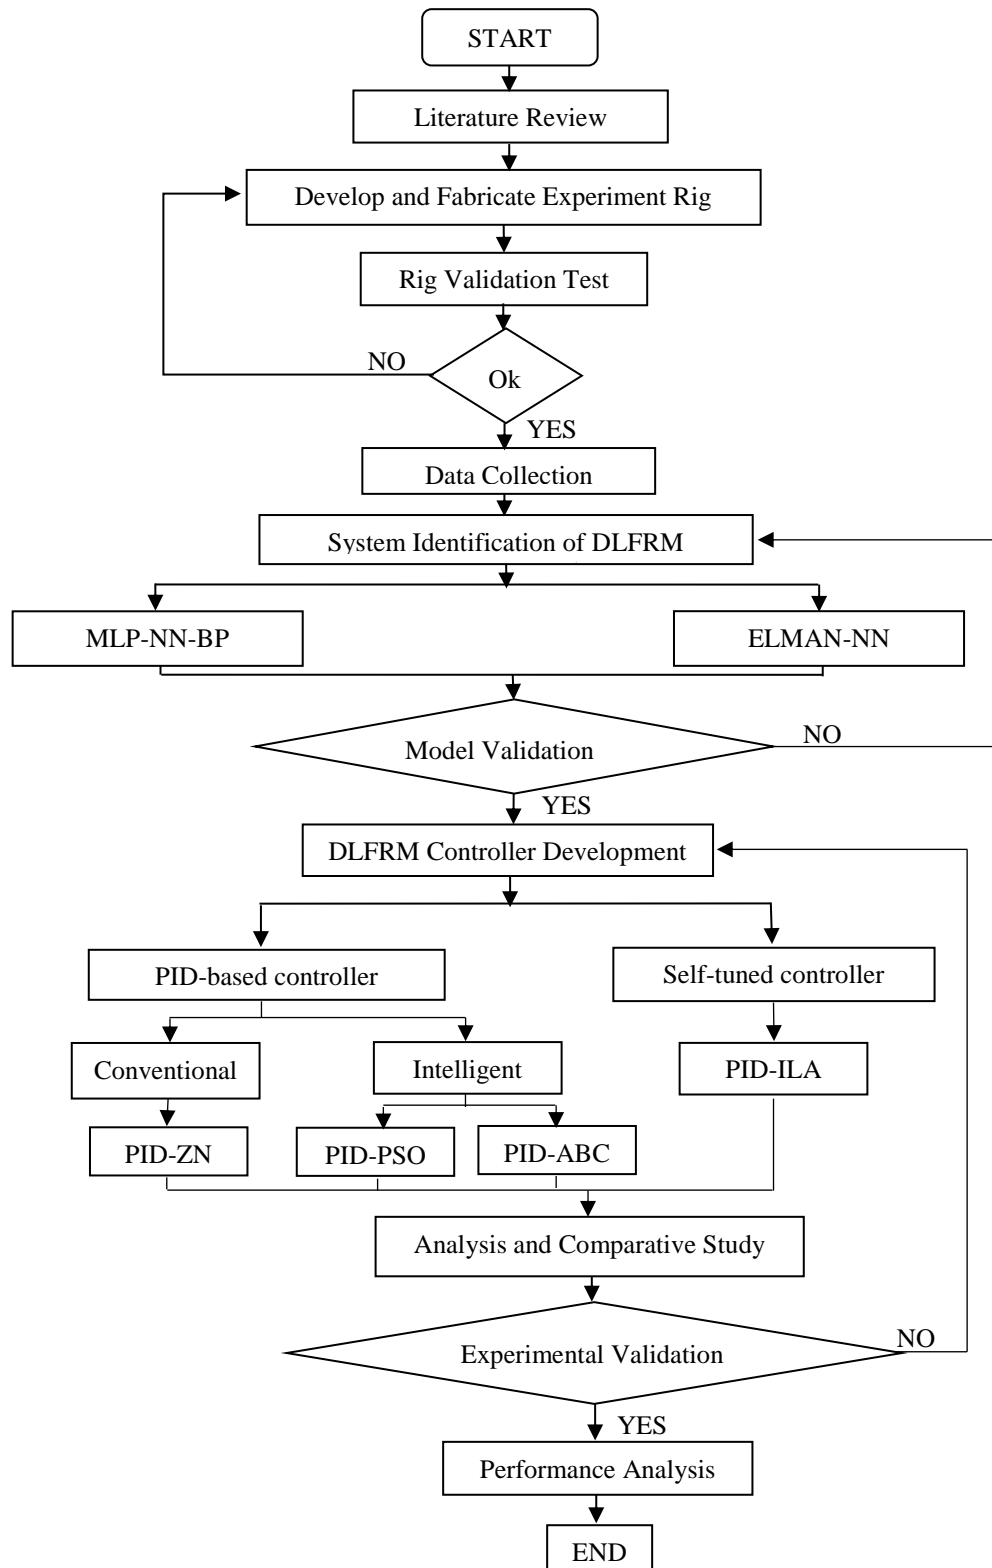 START
Literature Review
Develop and Fabricate Experiment Rig
Rig Validation Test
NO
Ok
YES
Data Collection
System Identification of DLFRM
MLP-NN-BP
ELMAN-NN
NO
Model Validation
YES
DLFRM Controller Development
PID-based controller
Self-tuned controller
Conventional
Intelligent
PID-ILA
PID-ZN
PID-PSO
PID-ABC
Analysis and Comparative Study
NO
Experimental Validation
YES
Performance Analysis
END